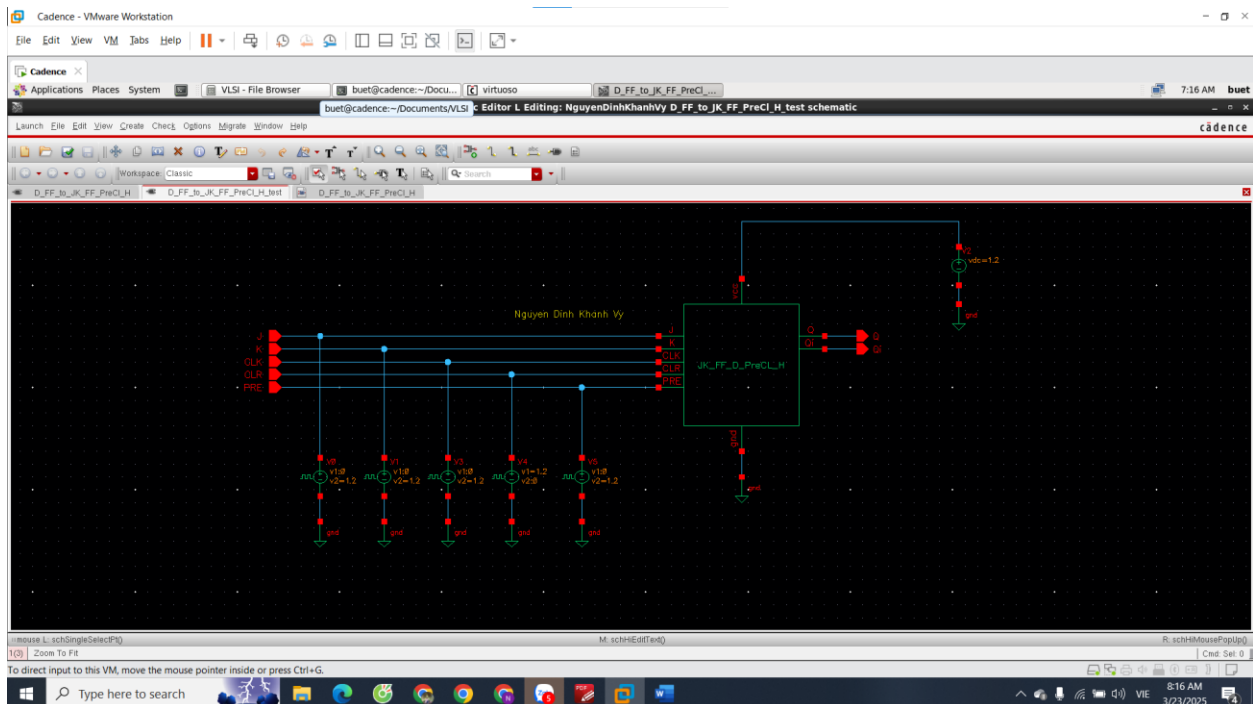 Cadence - VMware Workstation
File Edit View VM Tabs Help
Cadence
Applications Places System VLSI - File Browser buet@cadence:~/Docu... virtuoso D_FF_to_JK_FF_PreCl_... 7:16 AM buet
buet@cadence:~/Documents/VLSI
Editor L Editing: NguyenDinhKhanhVy D_FF_to_JK_FF_PreCl_H_test schematic
Launch File Edit View Create Check Options Migrate Window Help
cādence
Workspace: Classic Search
D_FF_to_JK_FF_PreCl_H D_FF_to_JK_FF_PreCl_H_test D_FF_to_JK_FF_PreCl_H
V2
vdc=1.2
gnd
vcc
Nguyen Dinh Khanh Vy
J J Q Q
K K Qi Qi
CLK CLK
CLR CLR JK_FF_D_PreCL_H
PRE PRE
gnd
gnd
V0 V1 V3 V4 V5
v1:0 v1:0 v1:0 v1=1.2 v1:0
v2=1.2 v2=1.2 v2=1.2 v2:0 v2=1.2
gnd gnd gnd gnd gnd
mouse L: schSingleSelectPt() M: schHiEditText() R: schHiMousePopUp()
1(3) Zoom To Fit Cmd: Sel: 0
To direct input to this VM, move the mouse pointer inside or press Ctrl+G.
Type here to search VIE 8:16 AM
3/23/2025